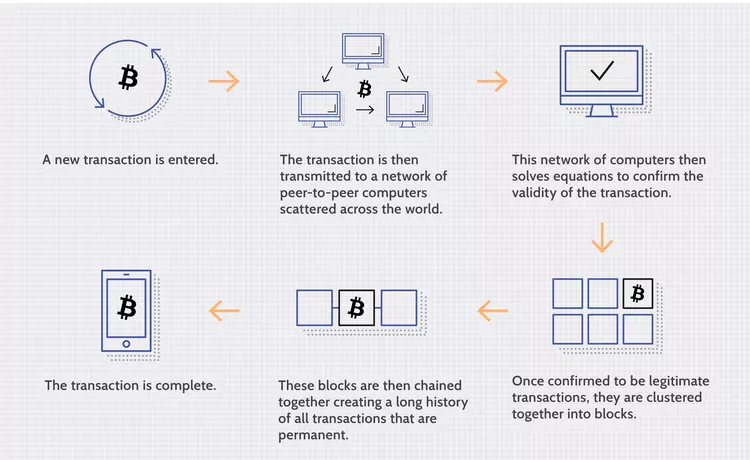 A new transaction is entered.
The transaction is then
transmitted to a network of
peer-to-peer computers
scattered across the world.
This network of computers then
solves equations to confirm the
validity of the transaction.
Once confirmed to be legitimate
transactions, they are clustered
together into blocks.
These blocks are then chained
together creating a long history
of all transactions that are
permanent.
The transaction is complete.